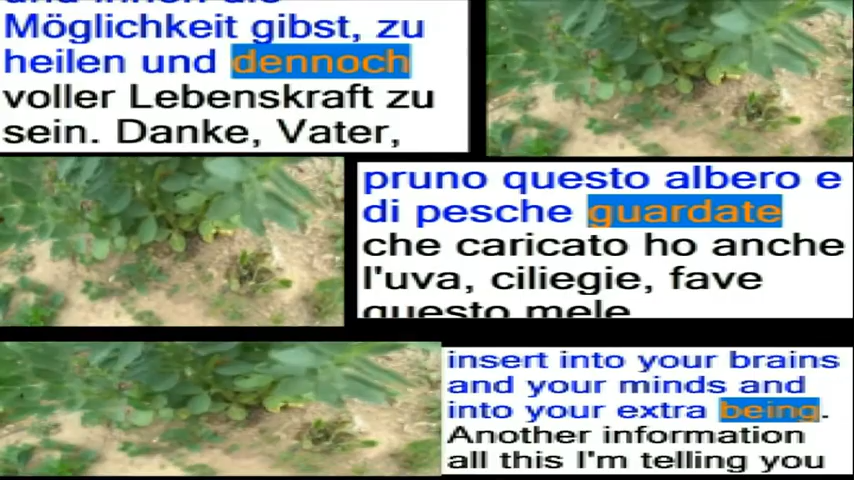 Möglichkeit gibst, zu
heilen und dennoch
voller Lebenskraft zu
sein. Danke, Vater,
pruno questo albero e
di pesche guardate
che caricato ho anche
l'uva, ciliegie, fave
questo mele
insert into your brains
and your minds and
into your extra being.
Another information
all this I'm telling you